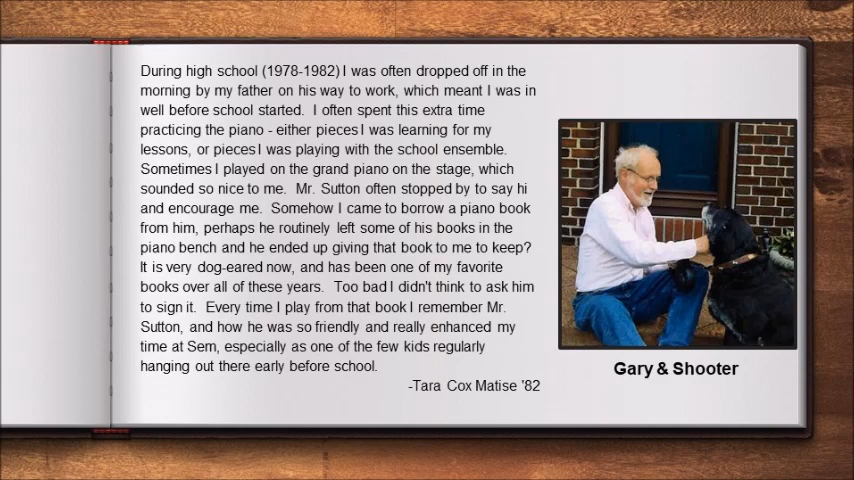 During high school (1978-1982) I was often dropped off in the
morning by my father on his way to work, which meant I was in
well before school started.  I often spent this extra time
practicing the piano - either pieces I was learning for my
lessons, or pieces I was playing with the school ensemble.
Sometimes I played on the grand piano on the stage, which
sounded so nice to me.  Mr. Sutton often stopped by to say hi
and encourage me.  Somehow I came to borrow a piano book
from him, perhaps he routinely left some of his books in the
piano bench and he ended up giving that book to me to keep?
It is very dog-eared now, and has been one of my favorite
books over all of these years.  Too bad I didn't think to ask him
to sign it.  Every time I play from that book I remember Mr.
Sutton, and how he was so friendly and really enhanced my
time at Sem, especially as one of the few kids regularly
hanging out there early before school.
-Tara Cox Matise '82
Gary & Shooter